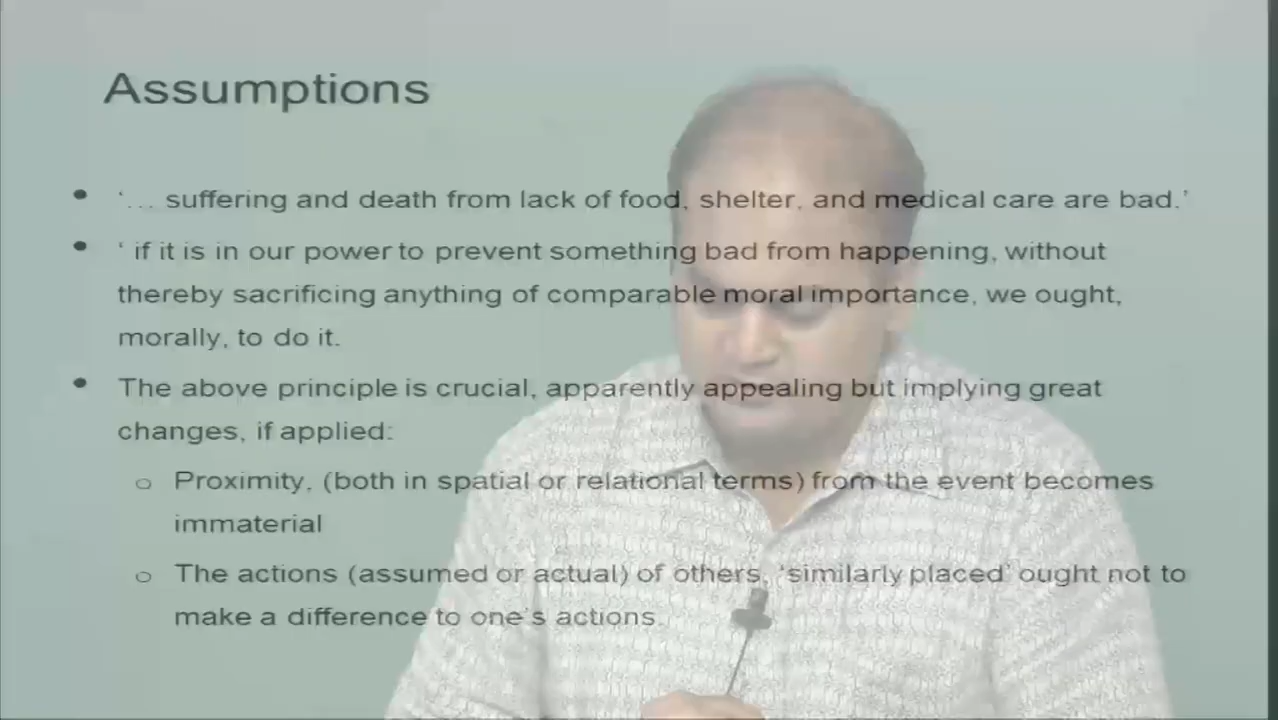 Assumptions
• '... suffering and death from lack of food, shelter, and medical care are bad.'
• ' if it is in our power to prevent something bad from happening, without
thereby sacrificing anything of comparable moral importance, we ought,
morally, to do it.
• The above principle is crucial, apparently appealing but implying great
changes, if applied:
o Proximity, (both in spatial or relational terms) from the event becomes
immaterial
o The actions (assumed or actual) of others, 'similarly placed' ought not to
make a difference to one's actions.